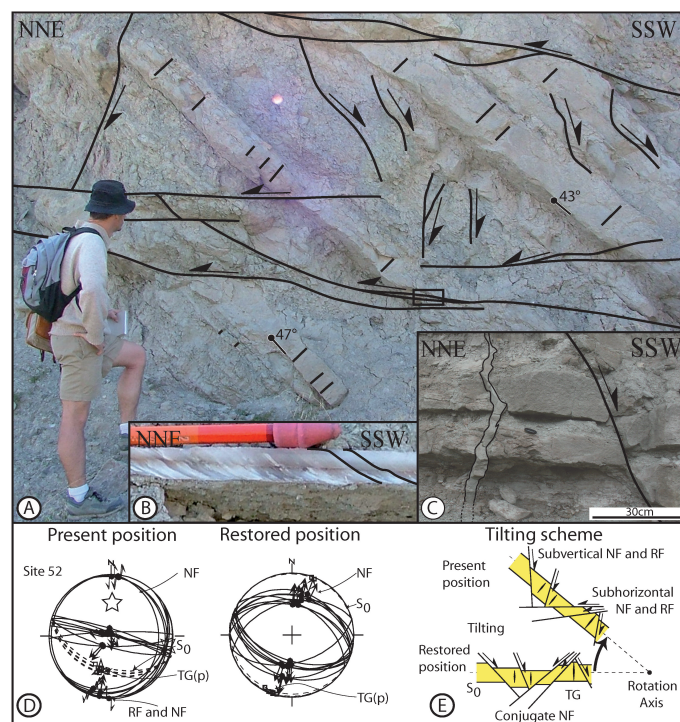 NNE SSW
43°
47°
NNE SSW
NNE SSW
30cm
A B C
Present position Restored position Tilting scheme
Site 52
N
NF
S0
TG(p)
RF and NF
D
N
NF
S0
TG(p)
Subvertical NF and RF
Present
position
Subhorizontal
NF and RF
Tilting
Restored
position
S0
TG
Conjugate NF
Rotation
Axis
E